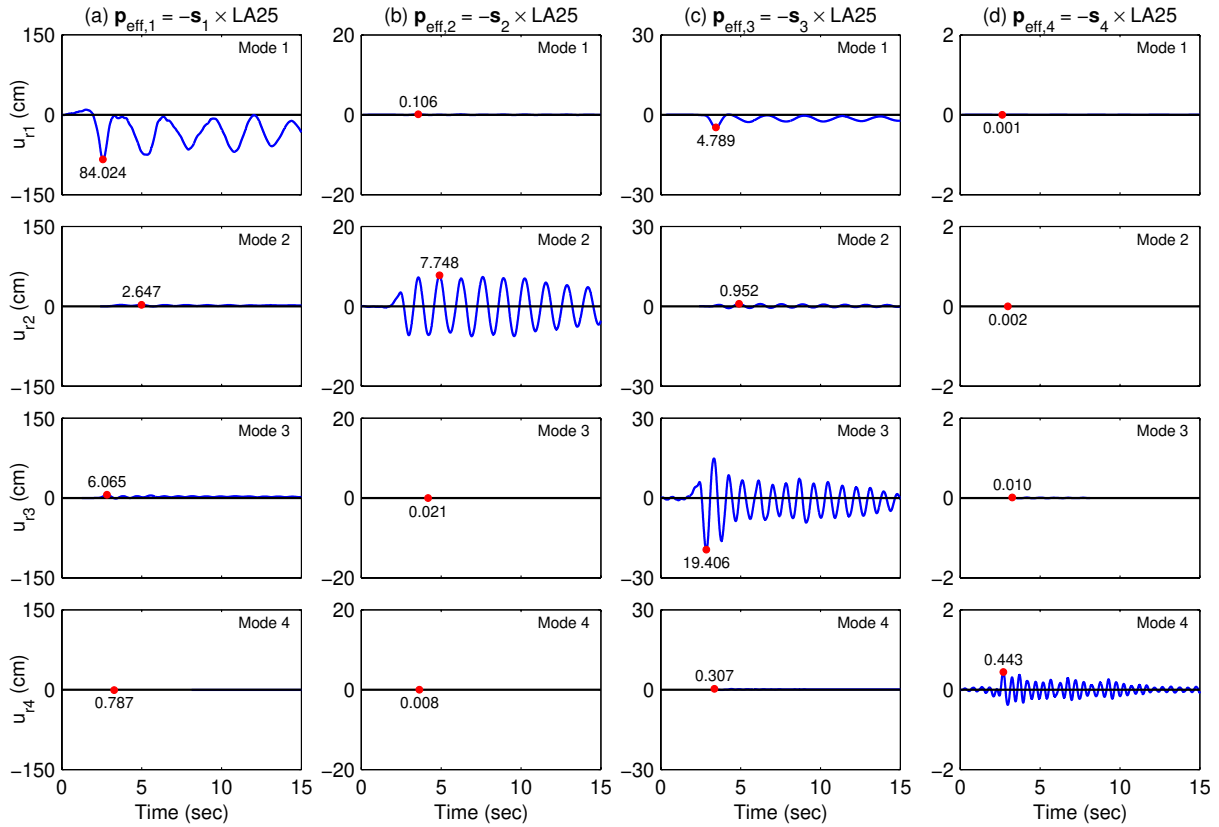 (a) p_eff,1 = −s_1 × LA25
(b) p_eff,2 = −s_2 × LA25
(c) p_eff,3 = −s_3 × LA25
(d) p_eff,4 = −s_4 × LA25
150
0
−150
u_r1 (cm)
Mode 1
84.024
20
0
−20
Mode 1
0.106
30
0
−30
Mode 1
4.789
2
0
−2
Mode 1
0.001
150
0
−150
u_r2 (cm)
Mode 2
2.647
20
0
−20
Mode 2
7.748
30
0
−30
Mode 2
0.952
2
0
−2
Mode 2
0.002
150
0
−150
u_r3 (cm)
Mode 3
6.065
20
0
−20
Mode 3
0.021
30
0
−30
Mode 3
19.406
2
0
−2
Mode 3
0.010
150
0
−150
u_r4 (cm)
Mode 4
0.787
0 5 10 15
Time (sec)
20
0
−20
Mode 4
0.008
0 5 10 15
Time (sec)
30
0
−30
Mode 4
0.307
0 5 10 15
Time (sec)
2
0
−2
Mode 4
0.443
0 5 10 15
Time (sec)